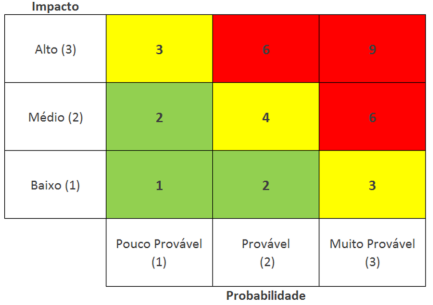 Impacto
Alto (3) 3 6 9
Médio (2) 2 4 6
Baixo (1) 1 2 3
Pouco Provável Provável Muito Provável
(1) (2) (3)
Probabilidade